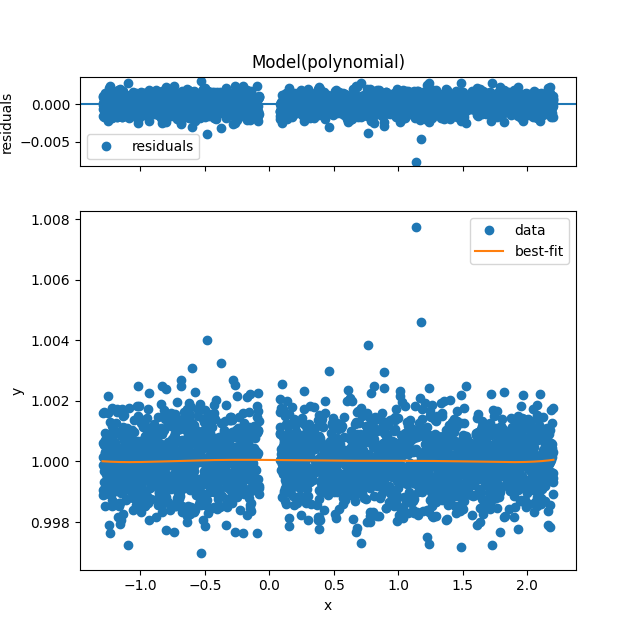 Model(polynomial)
residuals
0.000
−0.005
residuals
1.008
1.006
1.004
1.002
1.000
0.998
y
data
best-fit
−1.0 −0.5 0.0 0.5 1.0 1.5 2.0
x